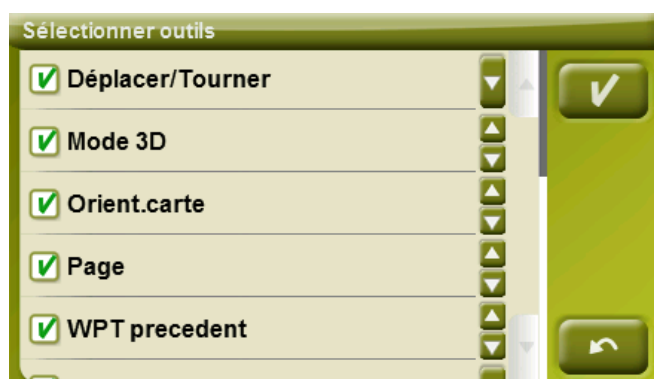 Sélectionner outils
Déplacer/Tourner
Mode 3D
Orient.carte
Page
WPT precedent